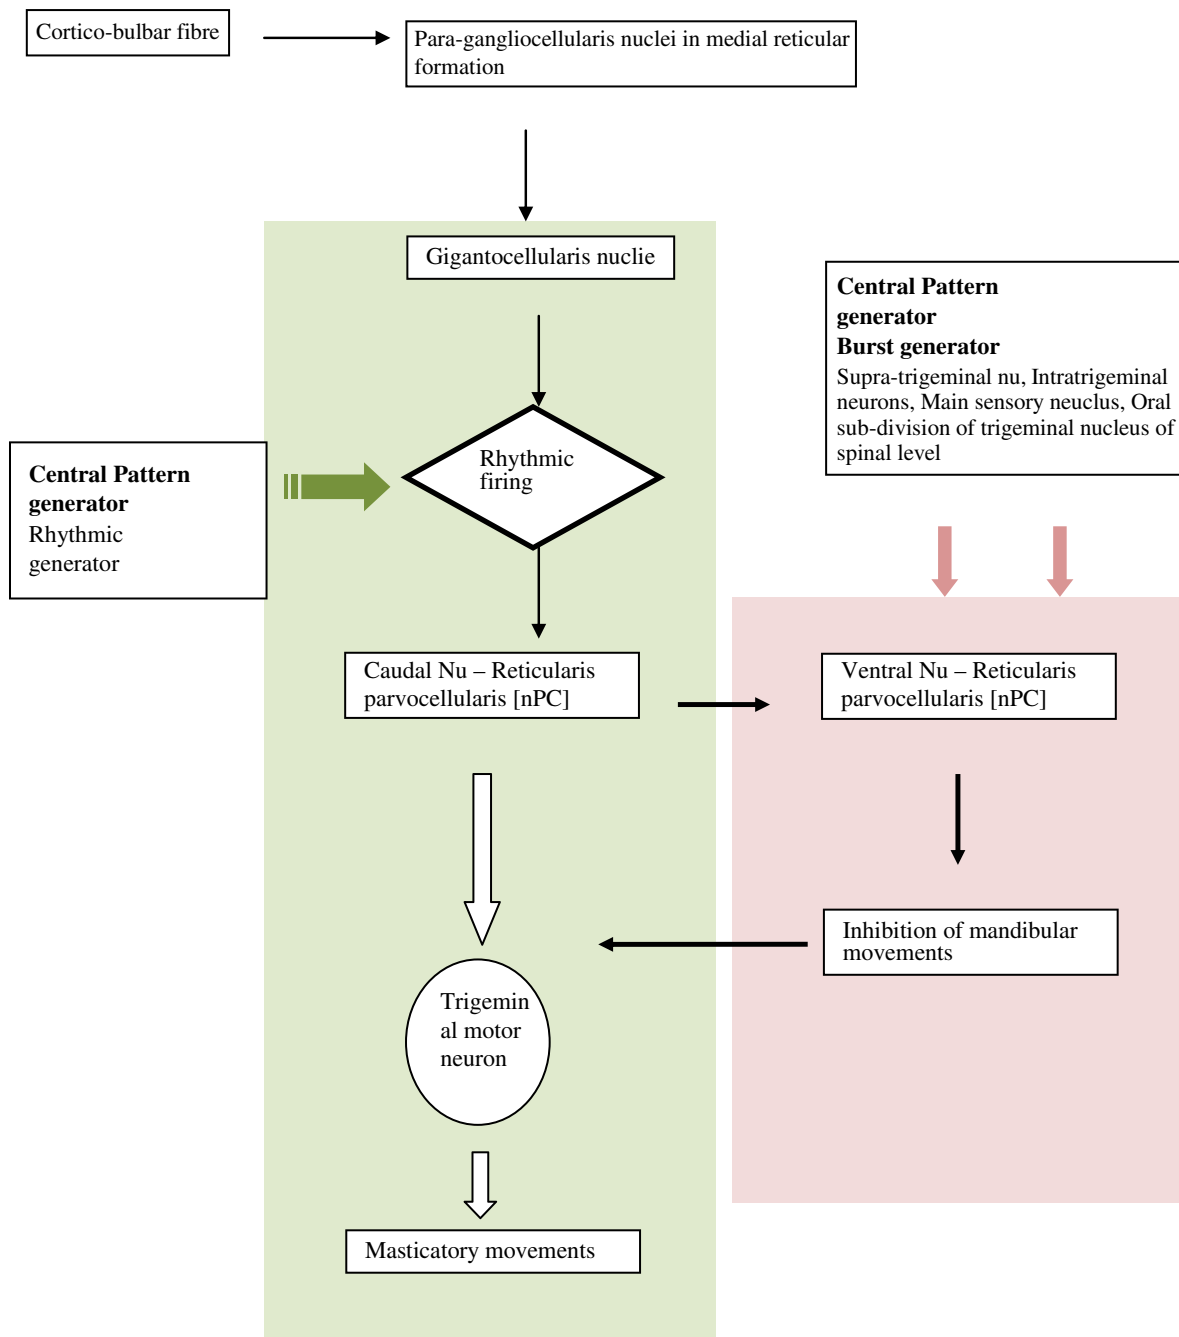 Cortico-bulbar fibre
Para-gangliocellularis nuclei in medial reticular
formation
Gigantocellularis nuclie
Central Pattern
generator
Burst generator
Supra-trigeminal nu, Intratrigeminal
neurons, Main sensory neuclus, Oral
sub-division of trigeminal nucleus of
spinal level
Rhythmic
firing
Central Pattern
generator
Rhythmic
generator
Caudal Nu – Reticularis
parvocellularis [nPC]
Ventral Nu – Reticularis
parvocellularis [nPC]
Inhibition of mandibular
movements
Trigemin
al motor
neuron
Masticatory movements